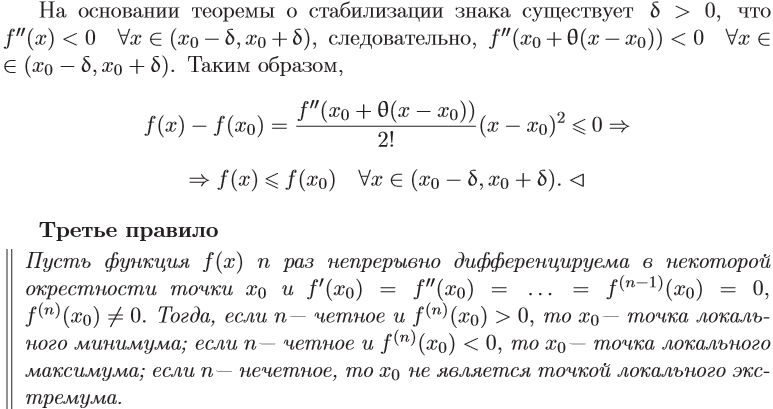 На основании теоремы о стабилизации знака существует δ > 0, что
f″(x) < 0 ∀x ∈ (x₀ − δ, x₀ + δ), следовательно, f″(x₀ + θ(x − x₀)) < 0 ∀x ∈
∈ (x₀ − δ, x₀ + δ). Таким образом,
f(x) − f(x₀) = f″(x₀ + θ(x − x₀))/2! (x − x₀)² ⩽ 0 ⇒
⇒ f(x) ⩽ f(x₀) ∀x ∈ (x₀ − δ, x₀ + δ). ⊲
Третье правило
Пусть функция f(x) n раз непрерывно дифференцируема в некоторой
окрестности точки x₀ и f′(x₀) = f″(x₀) = … = f⁽ⁿ⁻¹⁾(x₀) = 0,
f⁽ⁿ⁾(x₀) ≠ 0. Тогда, если n — четное и f⁽ⁿ⁾(x₀) > 0, то x₀ — точка локаль-
ного минимума; если n — четное и f⁽ⁿ⁾(x₀) < 0, то x₀ — точка локального
максимума; если n — нечетное, то x₀ не является точкой локального экс-
тремума.